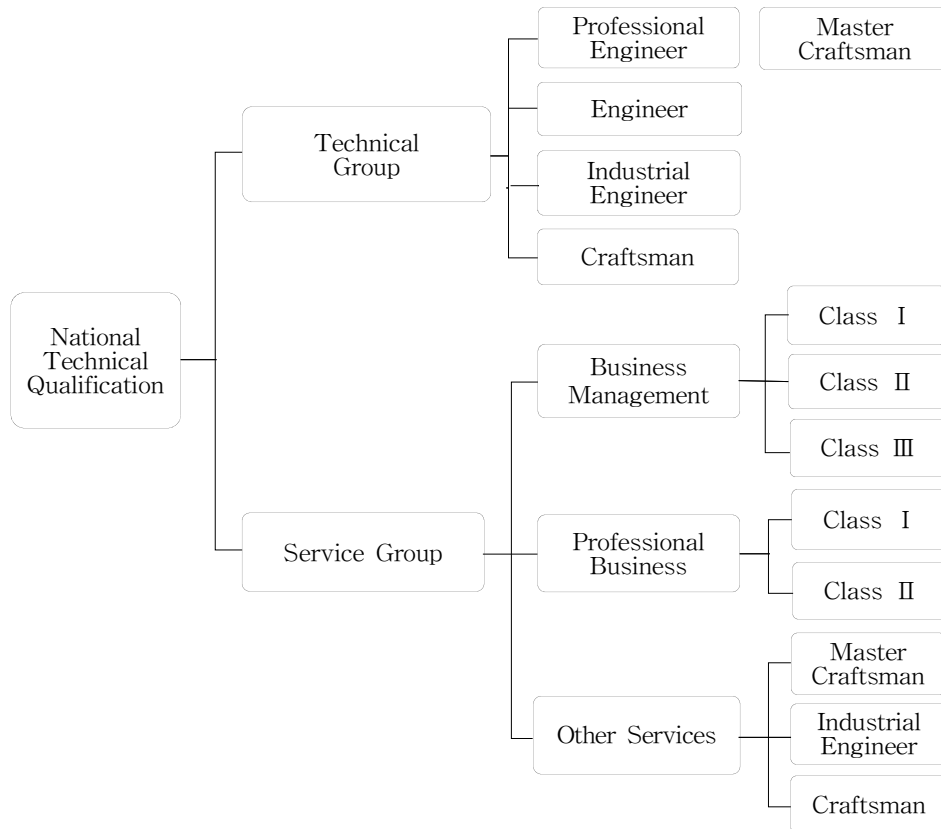 Professional
Engineer
Master
Craftsman
Engineer
Technical
Group
Industrial
Engineer
Craftsman
National
Technical
Qualification
Class Ⅰ
Business
Management
Class Ⅱ
Class Ⅲ
Service Group
Professional
Business
Class Ⅰ
Class Ⅱ
Other Services
Master
Craftsman
Industrial
Engineer
Craftsman